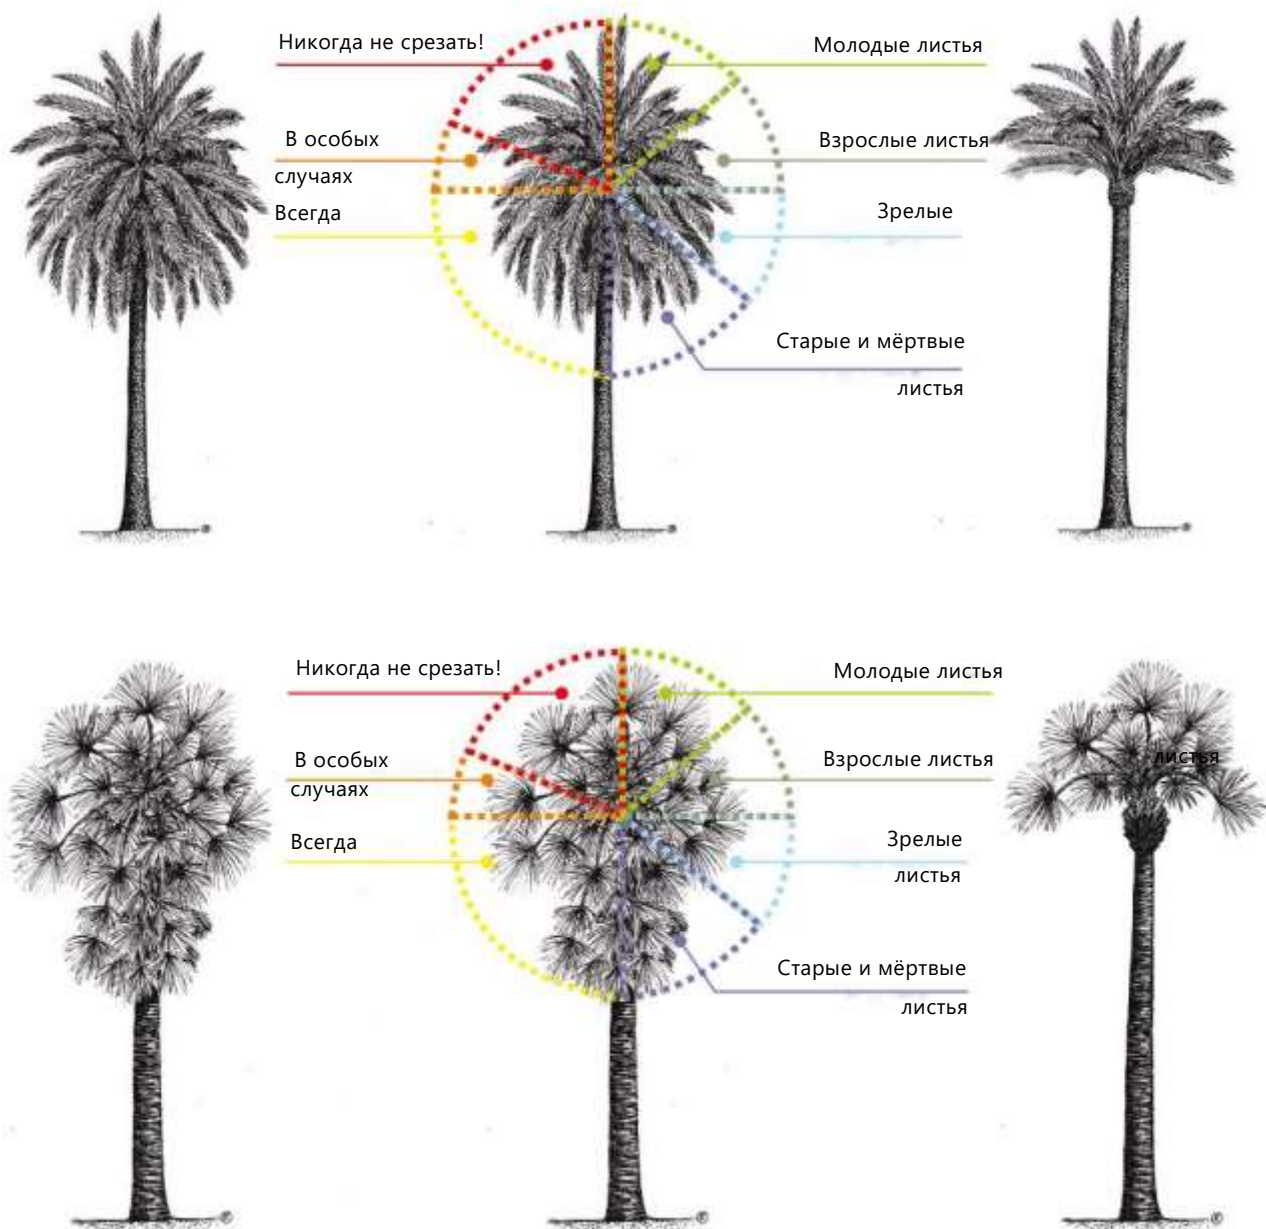 Никогда не срезать!
Молодые листья
В особых
случаях
Взрослые листья
Всегда
Зрелые
Старые и мёртвые
листья
Никогда не срезать!
Молодые листья
В особых
случаях
Взрослые листья
листья
Всегда
Зрелые
листья
Старые и мёртвые
листья